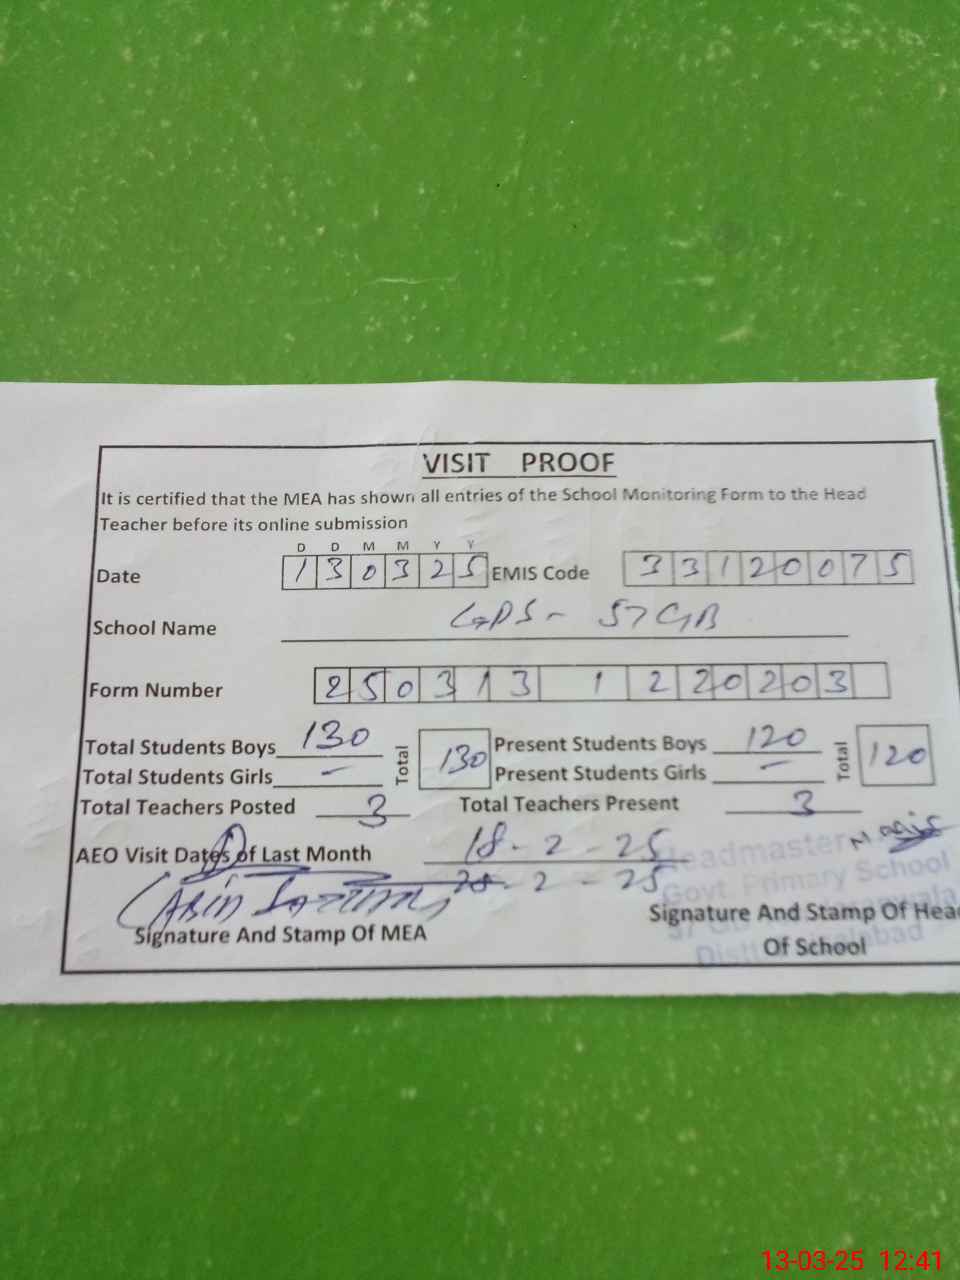 VISIT PROOF
It is certified that the MEA has shown all entries of the School Monitoring Form to the Head
Teacher before its online submission
D D M M Y Y
Date 1 3 0 3 2 5 EMIS Code 3 3 1 2 0 0 7 5
School Name GPS - 57 GB
Form Number 2 5 0 3 1 3 1 2 2 0 2 0 3
Total Students Boys 130 Total 130 Present Students Boys 120 Total 120
Total Students Girls — Present Students Girls —
Total Teachers Posted 3 Total Teachers Present 3
AEO Visit Dates of Last Month 18-2-25
28-2-25
Headmaster
Govt. Primary School
57 GB
Signature And Stamp Of MEA
Signature And Stamp Of Head
Of School
13-03-25 12:41